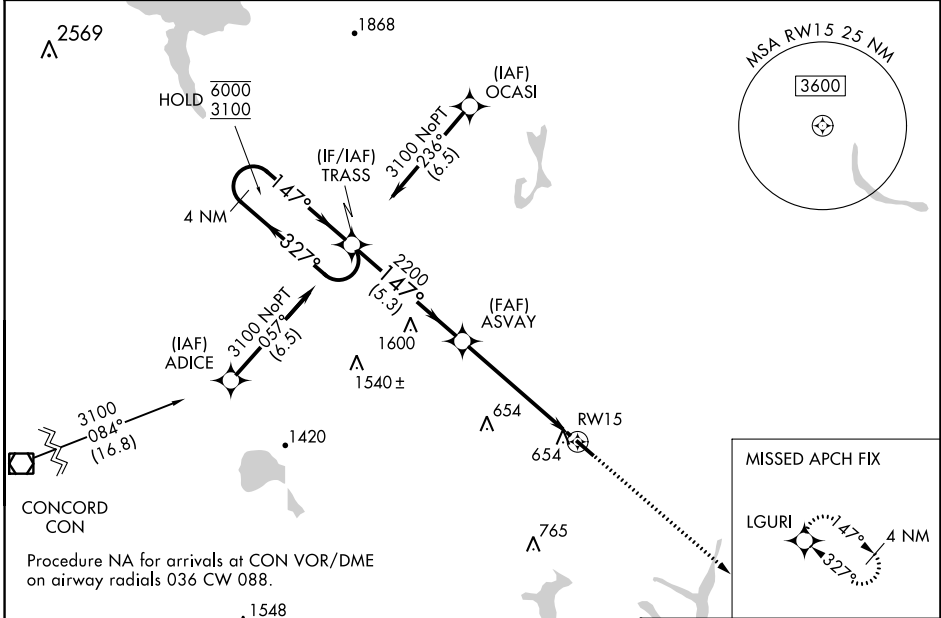 2569
1868
MSA RW15 25 NM
3600
HOLD
6000
3100
(IAF)
OCASI
3100 NoPT
236°
(6.5)
(IF/IAF)
TRASS
147°
4 NM
327°
2200
147°
(5.3)
(FAF)
ASVAY
3100 NoPT
057°
(6.5)
(IAF)
ADICE
1600
1540 ±
3100
084°
(16.8)
654
RW15
654
1420
CONCORD
CON
765
MISSED APCH FIX
LGURI
147°
4 NM
327°
Procedure NA for arrivals at CON VOR/DME
on airway radials 036 CW 088.
1548